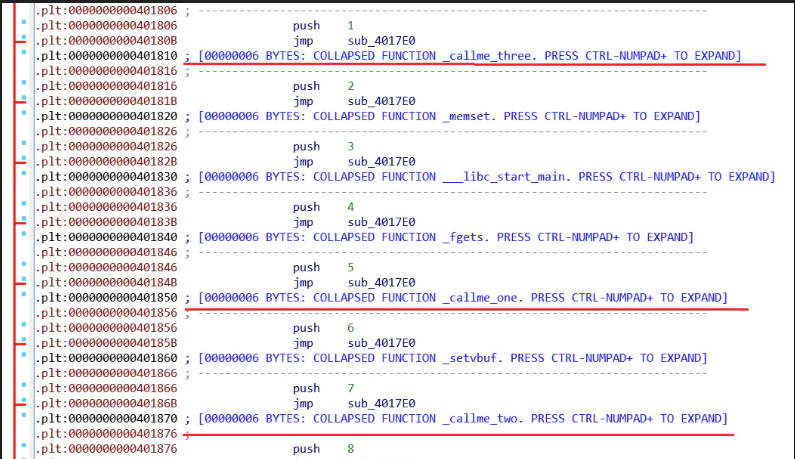 .plt:0000000000401806 ; ---------------------------------------------------------------------------
.plt:0000000000401806 push 1
.plt:000000000040180B jmp sub_4017E0
.plt:0000000000401810 ; [00000006 BYTES: COLLAPSED FUNCTION _callme_three. PRESS CTRL-NUMPAD+ TO EXPAND]
.plt:0000000000401816 ; ---------------------------------------------------------------------------
.plt:0000000000401816 push 2
.plt:000000000040181B jmp sub_4017E0
.plt:0000000000401820 ; [00000006 BYTES: COLLAPSED FUNCTION _memset. PRESS CTRL-NUMPAD+ TO EXPAND]
.plt:0000000000401826 ; ---------------------------------------------------------------------------
.plt:0000000000401826 push 3
.plt:000000000040182B jmp sub_4017E0
.plt:0000000000401830 ; [00000006 BYTES: COLLAPSED FUNCTION ___libc_start_main. PRESS CTRL-NUMPAD+ TO EXPAND]
.plt:0000000000401836 ; ---------------------------------------------------------------------------
.plt:0000000000401836 push 4
.plt:000000000040183B jmp sub_4017E0
.plt:0000000000401840 ; [00000006 BYTES: COLLAPSED FUNCTION _fgets. PRESS CTRL-NUMPAD+ TO EXPAND]
.plt:0000000000401846 ; ---------------------------------------------------------------------------
.plt:0000000000401846 push 5
.plt:000000000040184B jmp sub_4017E0
.plt:0000000000401850 ; [00000006 BYTES: COLLAPSED FUNCTION _callme_one. PRESS CTRL-NUMPAD+ TO EXPAND]
.plt:0000000000401856 ; ---------------------------------------------------------------------------
.plt:0000000000401856 push 6
.plt:000000000040185B jmp sub_4017E0
.plt:0000000000401860 ; [00000006 BYTES: COLLAPSED FUNCTION _setvbuf. PRESS CTRL-NUMPAD+ TO EXPAND]
.plt:0000000000401866 ; ---------------------------------------------------------------------------
.plt:0000000000401866 push 7
.plt:000000000040186B jmp sub_4017E0
.plt:0000000000401870 ; [00000006 BYTES: COLLAPSED FUNCTION _callme_two. PRESS CTRL-NUMPAD+ TO EXPAND]
.plt:0000000000401876 ;
.plt:0000000000401876 push 8